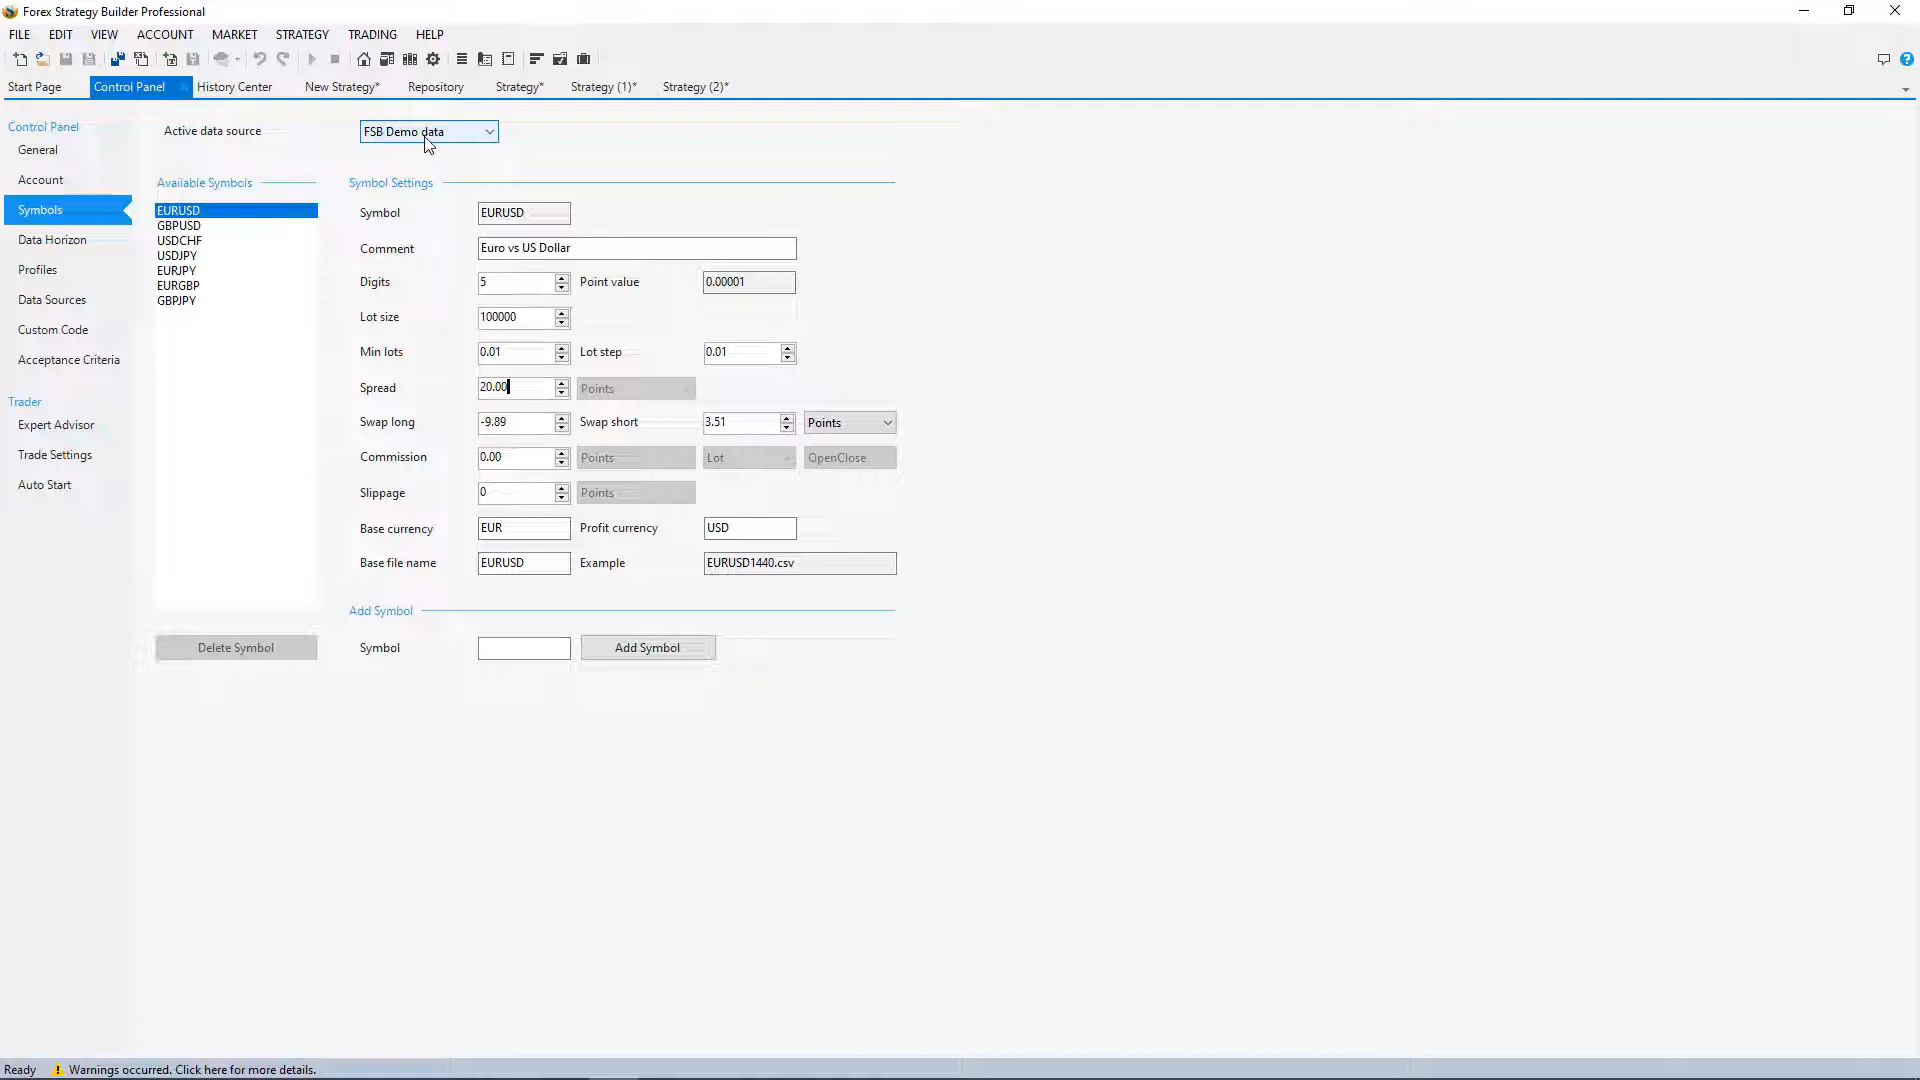 Forex Strategy Builder Professional
FILE EDIT VIEW ACCOUNT MARKET STRATEGY TRADING HELP
Start Page Control Panel History Center New Strategy* Repository Strategy* Strategy (1)* Strategy (2)*
Control Panel
General
Account
Symbols
Data Horizon
Profiles
Data Sources
Custom Code
Acceptance Criteria
Trader
Expert Advisor
Trade Settings
Auto Start
Active data source FSB Demo data
Available Symbols
EURUSD
GBPUSD
USDCHF
USDJPY
EURJPY
EURGBP
GBPJPY
Delete Symbol
Symbol Settings
Symbol EURUSD
Comment Euro vs US Dollar
Digits 5 Point value 0.00001
Lot size 100000
Min lots 0.01 Lot step 0.01
Spread 20.00 Points
Swap long -9.89 Swap short 3.51 Points
Commission 0.00 Points Lot OpenClose
Slippage 0 Points
Base currency EUR Profit currency USD
Base file name EURUSD Example EURUSD1440.csv
Add Symbol
Symbol Add Symbol
Ready Warnings occurred. Click here for more details.